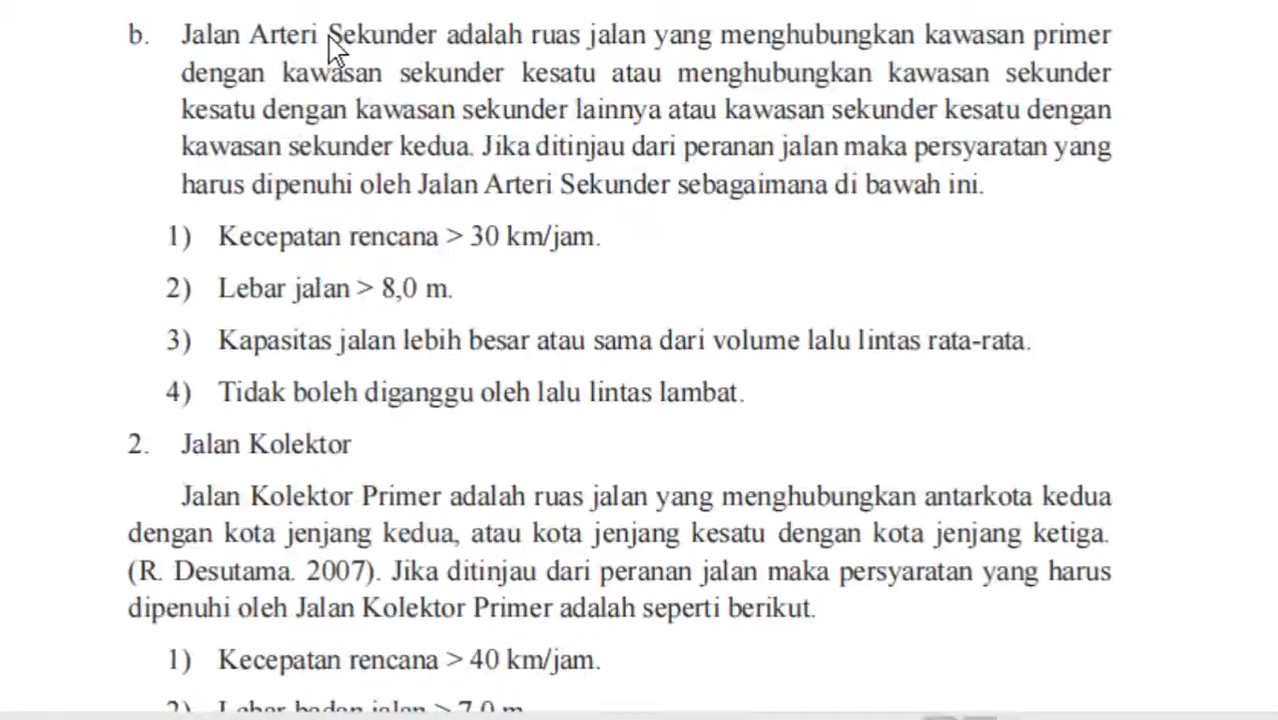 b. Jalan Arteri Sekunder adalah ruas jalan yang menghubungkan kawasan primer
dengan kawasan sekunder kesatu atau menghubungkan kawasan sekunder
kesatu dengan kawasan sekunder lainnya atau kawasan sekunder kesatu dengan
kawasan sekunder kedua. Jika ditinjau dari peranan jalan maka persyaratan yang
harus dipenuhi oleh Jalan Arteri Sekunder sebagaimana di bawah ini.
1) Kecepatan rencana > 30 km/jam.
2) Lebar jalan > 8,0 m.
3) Kapasitas jalan lebih besar atau sama dari volume lalu lintas rata-rata.
4) Tidak boleh diganggu oleh lalu lintas lambat.
2. Jalan Kolektor
Jalan Kolektor Primer adalah ruas jalan yang menghubungkan antarkota kedua
dengan kota jenjang kedua, atau kota jenjang kesatu dengan kota jenjang ketiga.
(R. Desutama. 2007). Jika ditinjau dari peranan jalan maka persyaratan yang harus
dipenuhi oleh Jalan Kolektor Primer adalah seperti berikut.
1) Kecepatan rencana > 40 km/jam.
2) Lebar badan jalan > 7,0 m.